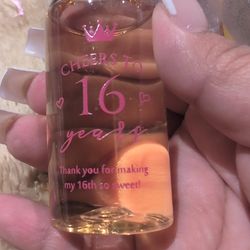 CHEERS TO
16
years
Thank you for making
my 16th so sweet!